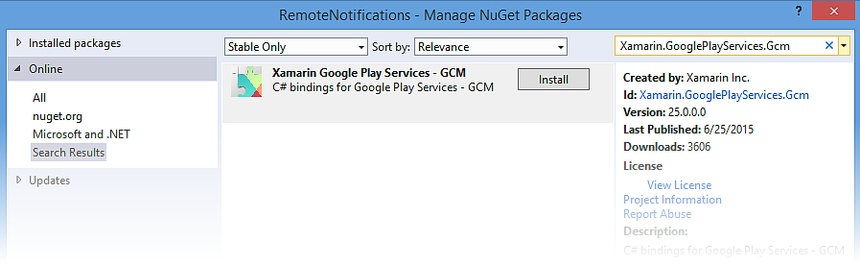 RemoteNotifications - Manage NuGet Packages
?
Installed packages
Online
All
nuget.org
Microsoft and .NET
Search Results
Updates
Stable Only
Sort by: Relevance
Xamarin Google Play Services - GCM
C# bindings for Google Play Services - GCM
Install
Xamarin.GooglePlayServices.Gcm
Created by: Xamarin Inc.
Id: Xamarin.GooglePlayServices.Gcm
Version: 25.0.0.0
Last Published: 6/25/2015
Downloads: 3606
License
View License
Project Information
Report Abuse
Description:
C# bindings for Google Play Services - GCM